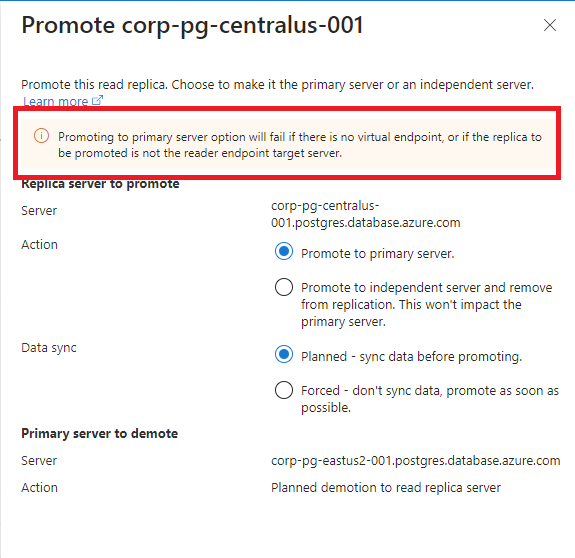 Promote corp-pg-centralus-001
Promote this read replica. Choose to make it the primary server or an independent server.
Learn more
Promoting to primary server option will fail if there is no virtual endpoint, or if the replica to
be promoted is not the reader endpoint target server.
Replica server to promote
Server
corp-pg-centralus-
001.postgres.database.azure.com
Action
Promote to primary server.
Promote to independent server and remove
from replication. This won't impact the
primary server.
Data sync
Planned - sync data before promoting.
Forced - don't sync data, promote as soon as
possible.
Primary server to demote
Server
corp-pg-eastus2-001.postgres.database.azure.com
Action
Planned demotion to read replica server